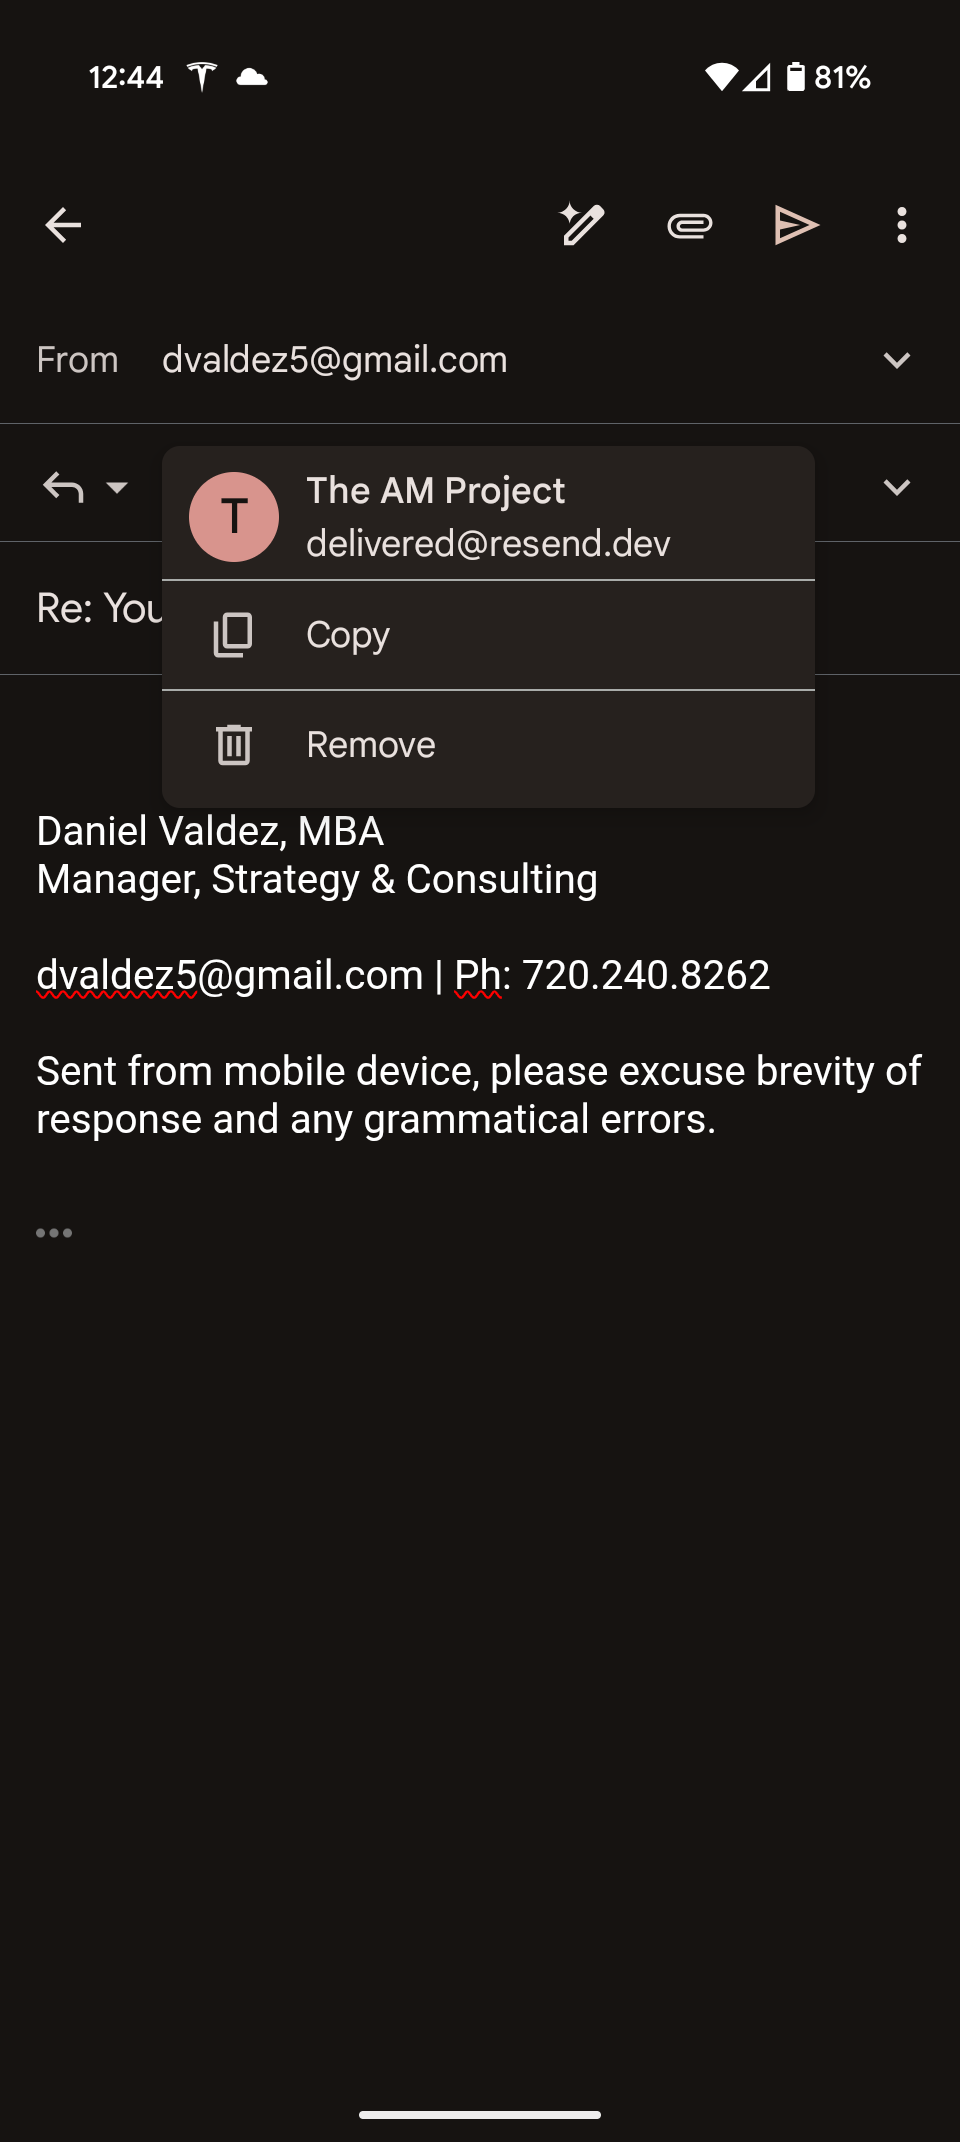 12:44
81%
From dvaldez5@gmail.com
T
The AM Project
delivered@resend.dev
Re: You
Copy
Remove
Daniel Valdez, MBA
Manager, Strategy & Consulting
dvaldez5@gmail.com | Ph: 720.240.8262
Sent from mobile device, please excuse brevity of
response and any grammatical errors.